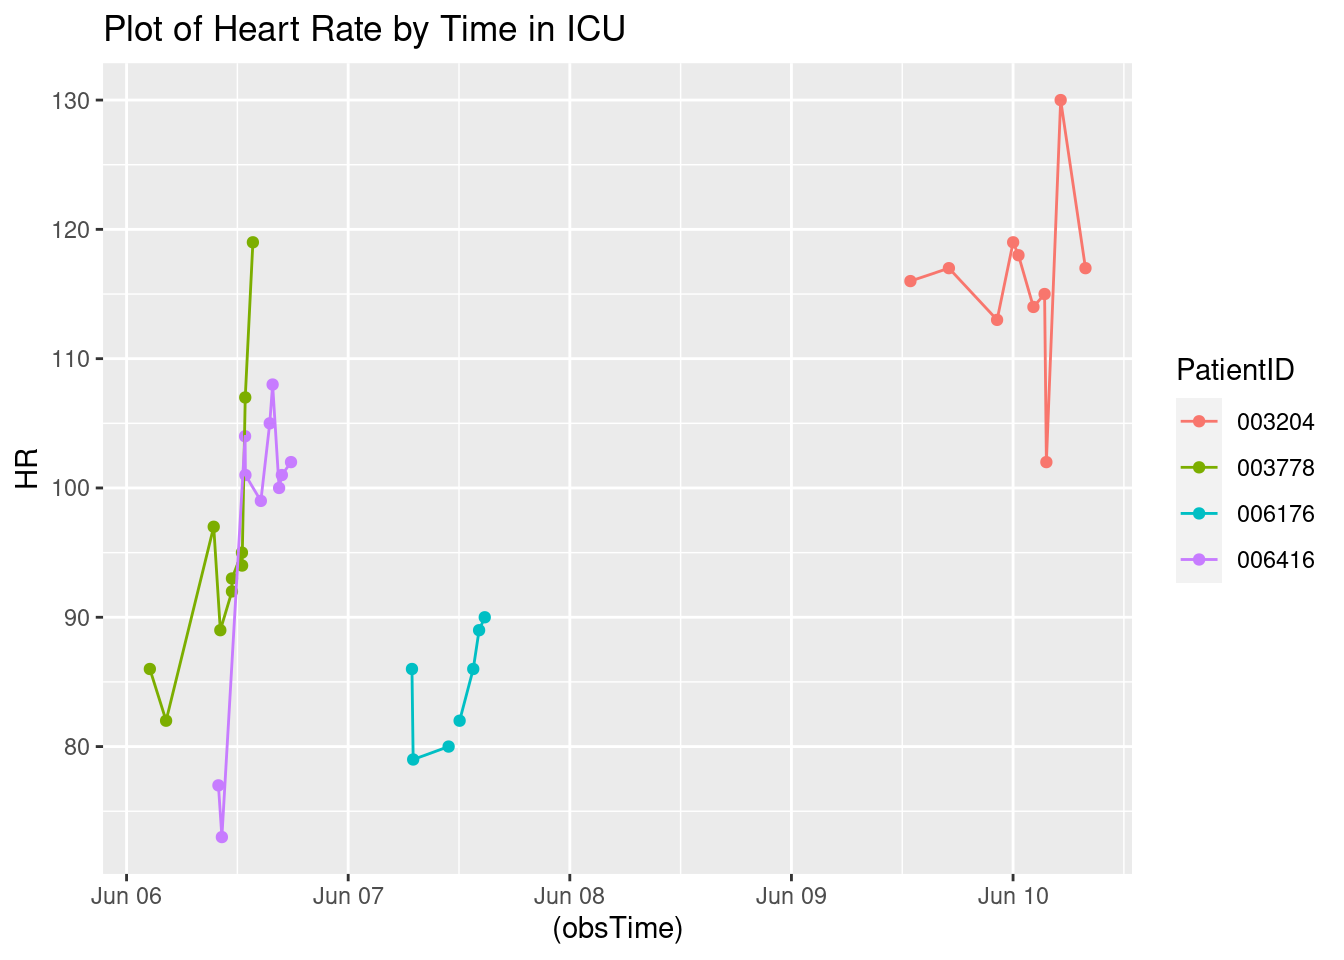 Plot of Heart Rate by Time in ICU
130
120
110
100
90
80
HR
Jun 06 Jun 07 Jun 08 Jun 09 Jun 10
(obsTime)
PatientID
003204
003778
006176
006416